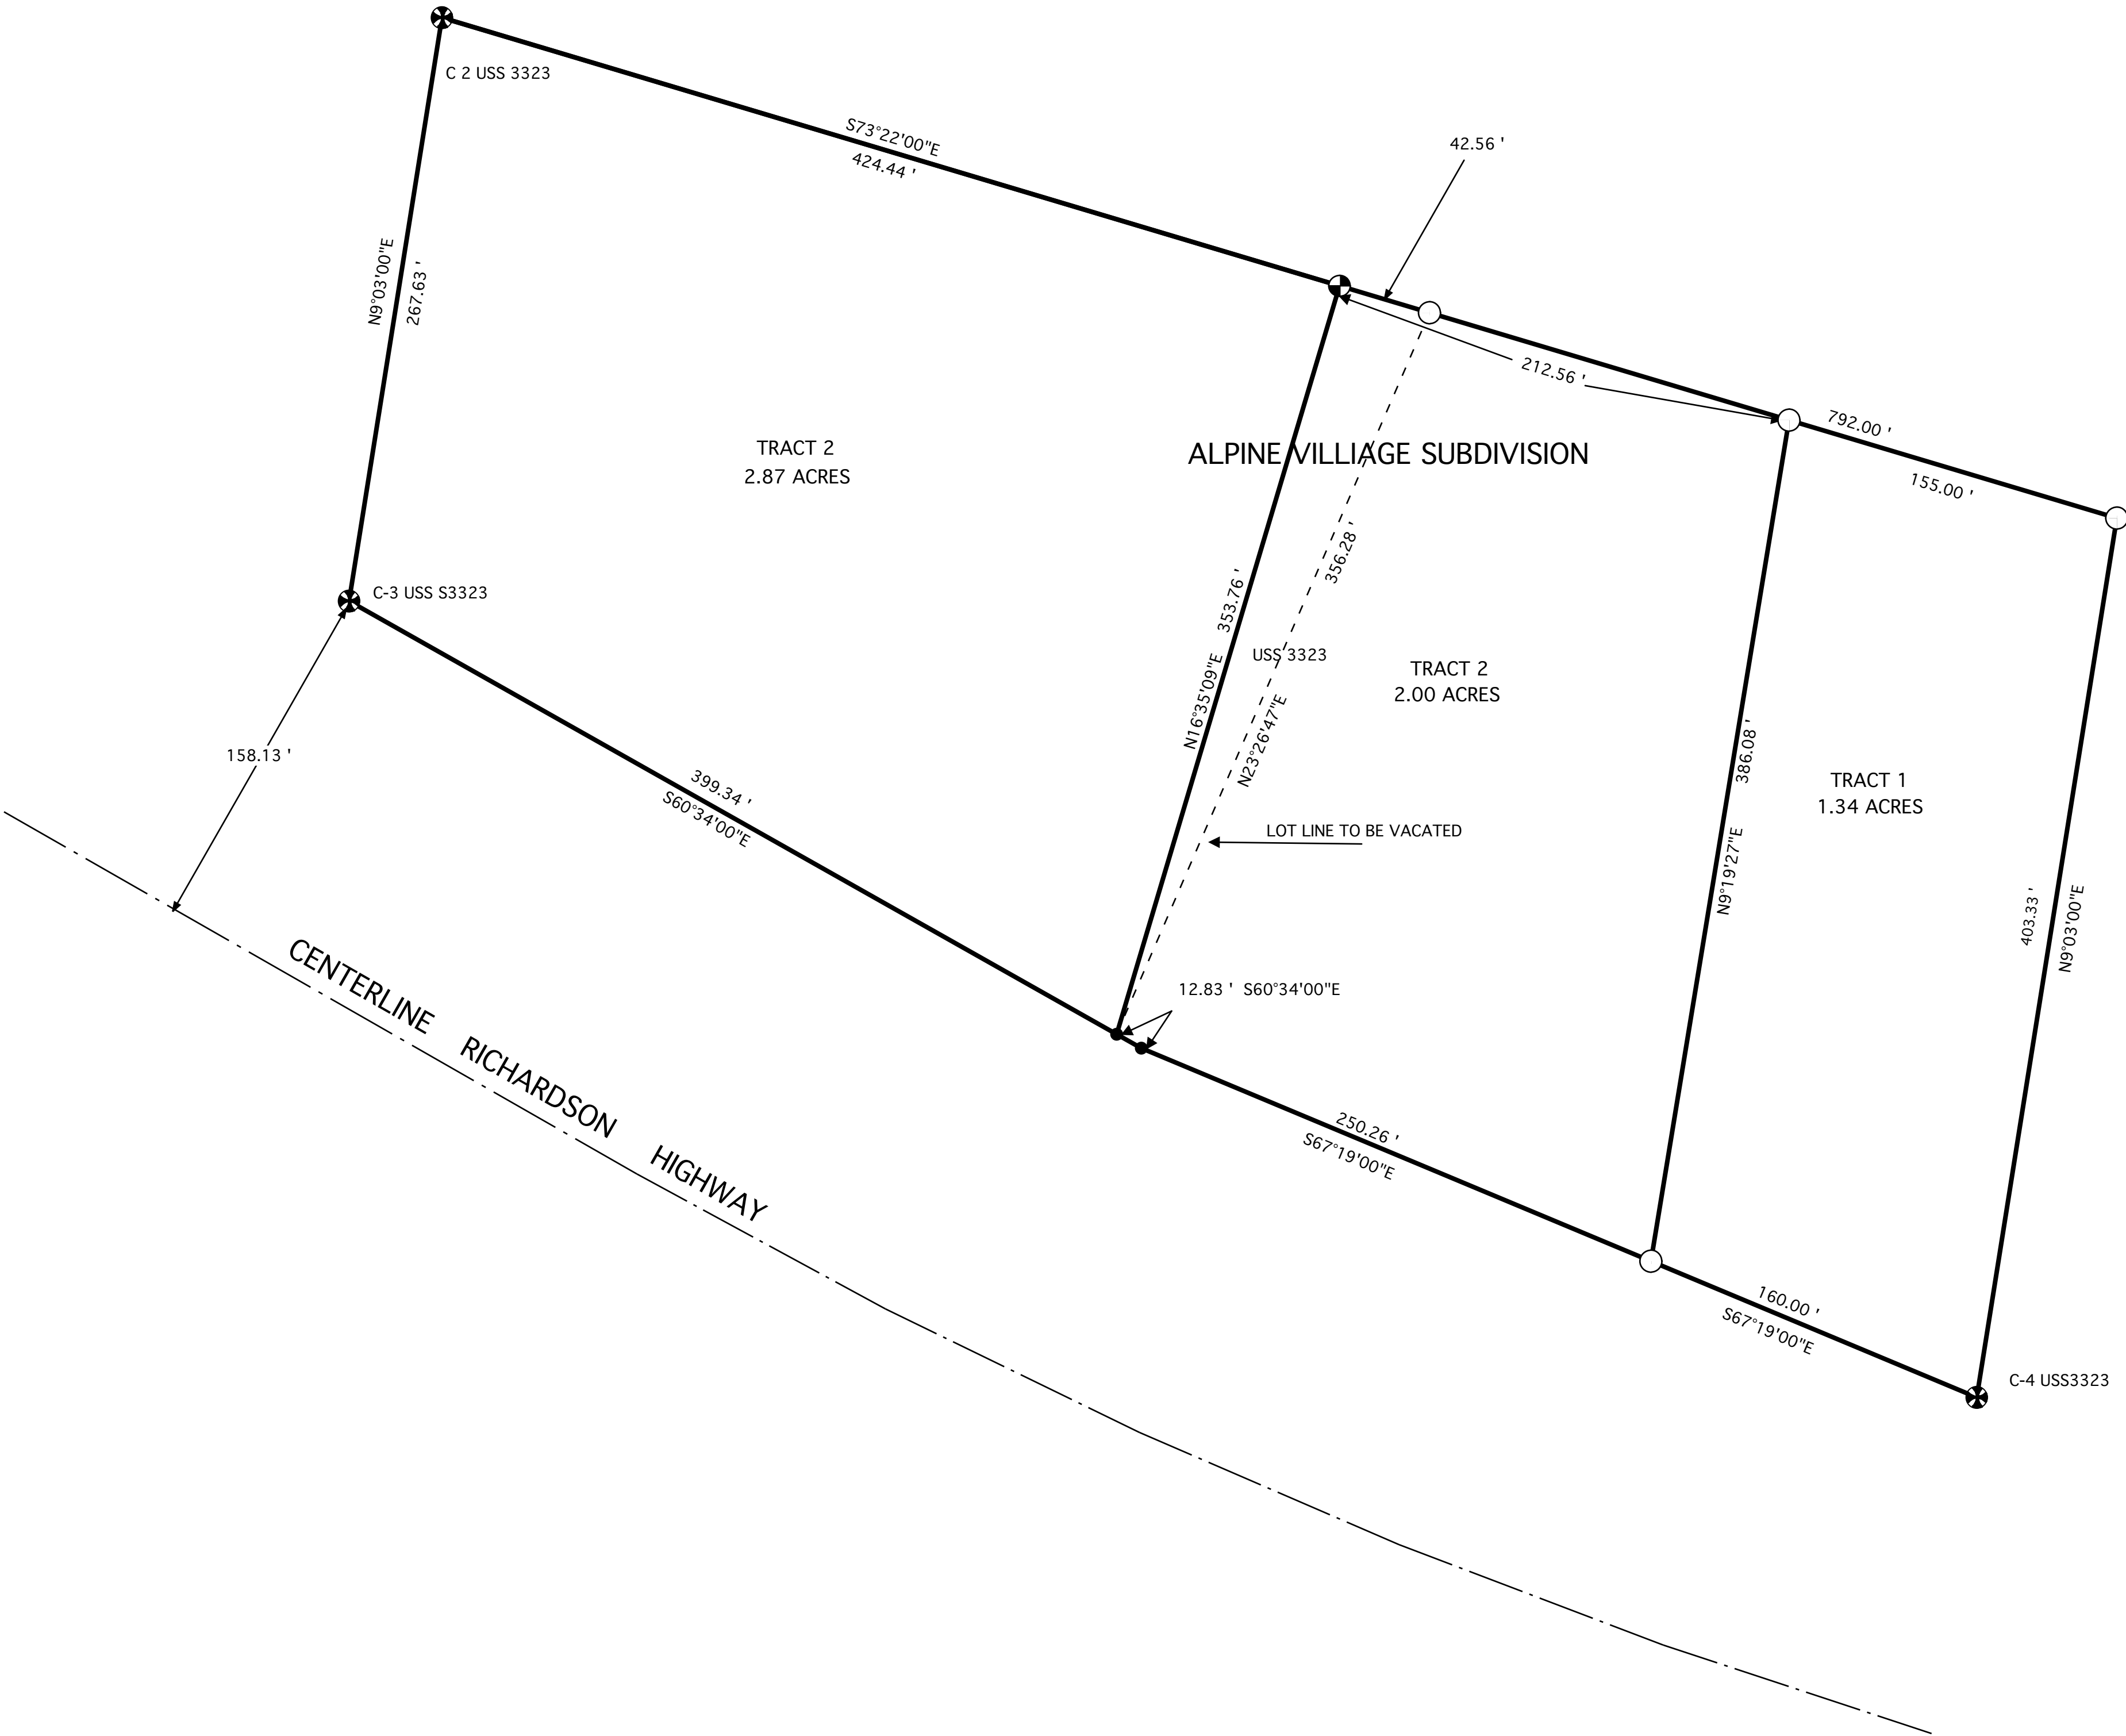 C 2 USS 3323
S73°22'00"E
424.44 '
42.56 '
N9°03'00"E
267.63 '
212.56 '
792.00 '
155.00 '
TRACT 2
2.87 ACRES
ALPINE VILLIAGE SUBDIVISION
C-3 USS S3323
356.28 '
353.76 '
N16°35'09"E
USS 3323
N23°26'47"E
TRACT 2
2.00 ACRES
386.08 '
N9°19'27"E
TRACT 1
1.34 ACRES
403.33 '
N9°03'00"E
158.13 '
399.34 '
S60°34'00"E
LOT LINE TO BE VACATED
12.83 ' S60°34'00"E
CENTERLINE RICHARDSON HIGHWAY
250.26 '
S67°19'00"E
160.00 '
S67°19'00"E
C-4 USS3323